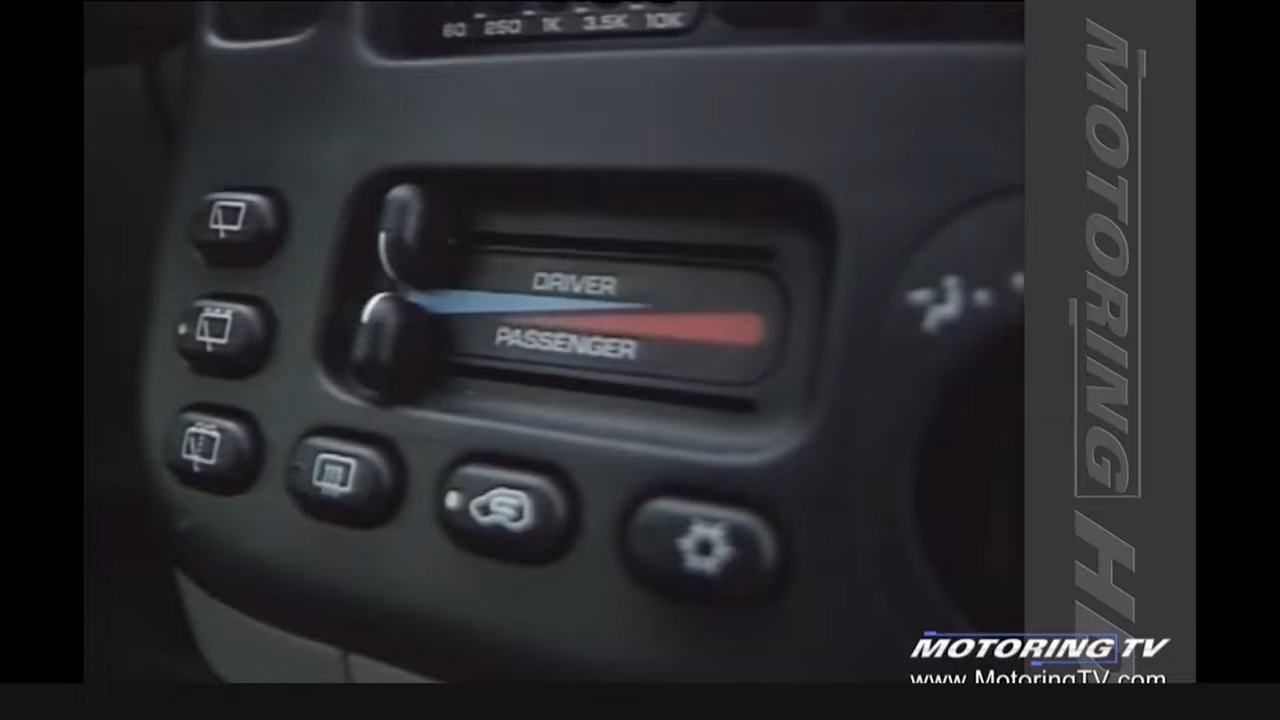 60 250 1K 3.5K 10K
DRIVER
PASSENGER
MOTORING
MOTORING TV
www.MotoringTV.com